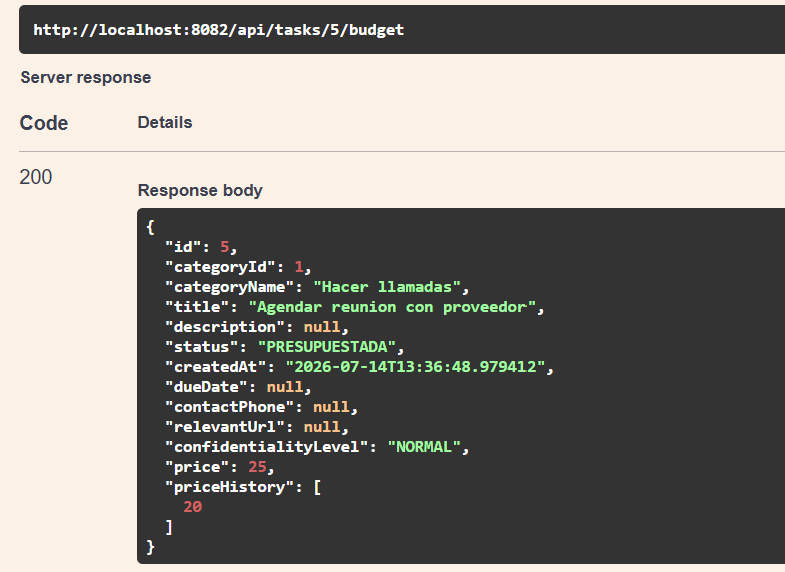 http://localhost:8082/api/tasks/5/budget
Server response
Code Details
200
Response body
{
  "id": 5,
  "categoryId": 1,
  "categoryName": "Hacer llamadas",
  "title": "Agendar reunion con proveedor",
  "description": null,
  "status": "PRESUPUESTADA",
  "createdAt": "2026-07-14T13:36:48.979412",
  "dueDate": null,
  "contactPhone": null,
  "relevantUrl": null,
  "confidentialityLevel": "NORMAL",
  "price": 25,
  "priceHistory": [
    20
  ]
}